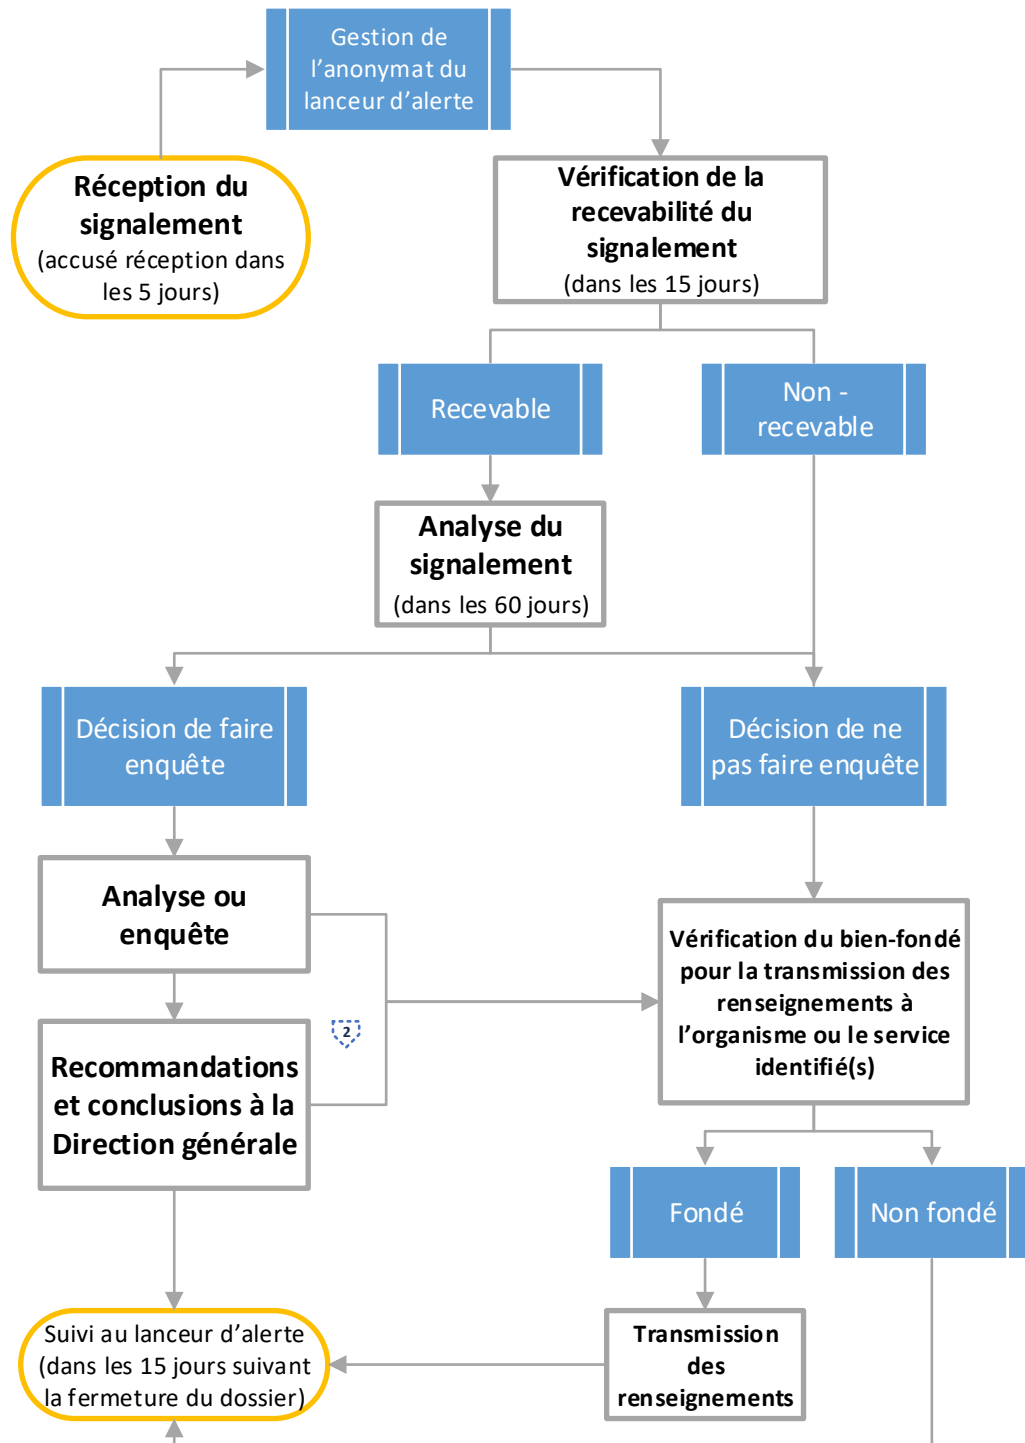 Gestion de
l'anonymat du
lanceur d'alerte
Réception du
signalement
(accusé réception dans
les 5 jours)
Vérification de la
recevabilité du
signalement
(dans les 15 jours)
Recevable
Non -
recevable
Analyse du
signalement
(dans les 60 jours)
Décision de faire
enquête
Décision de ne
pas faire enquête
Analyse ou
enquête
Vérification du bien-fondé
pour la transmission des
renseignements à
l'organisme ou le service
identifié(s)
2
Recommandations
et conclusions à la
Direction générale
Fondé
Non fondé
Suivi au lanceur d'alerte
(dans les 15 jours suivant
la fermeture du dossier)
Transmission
des
renseignements